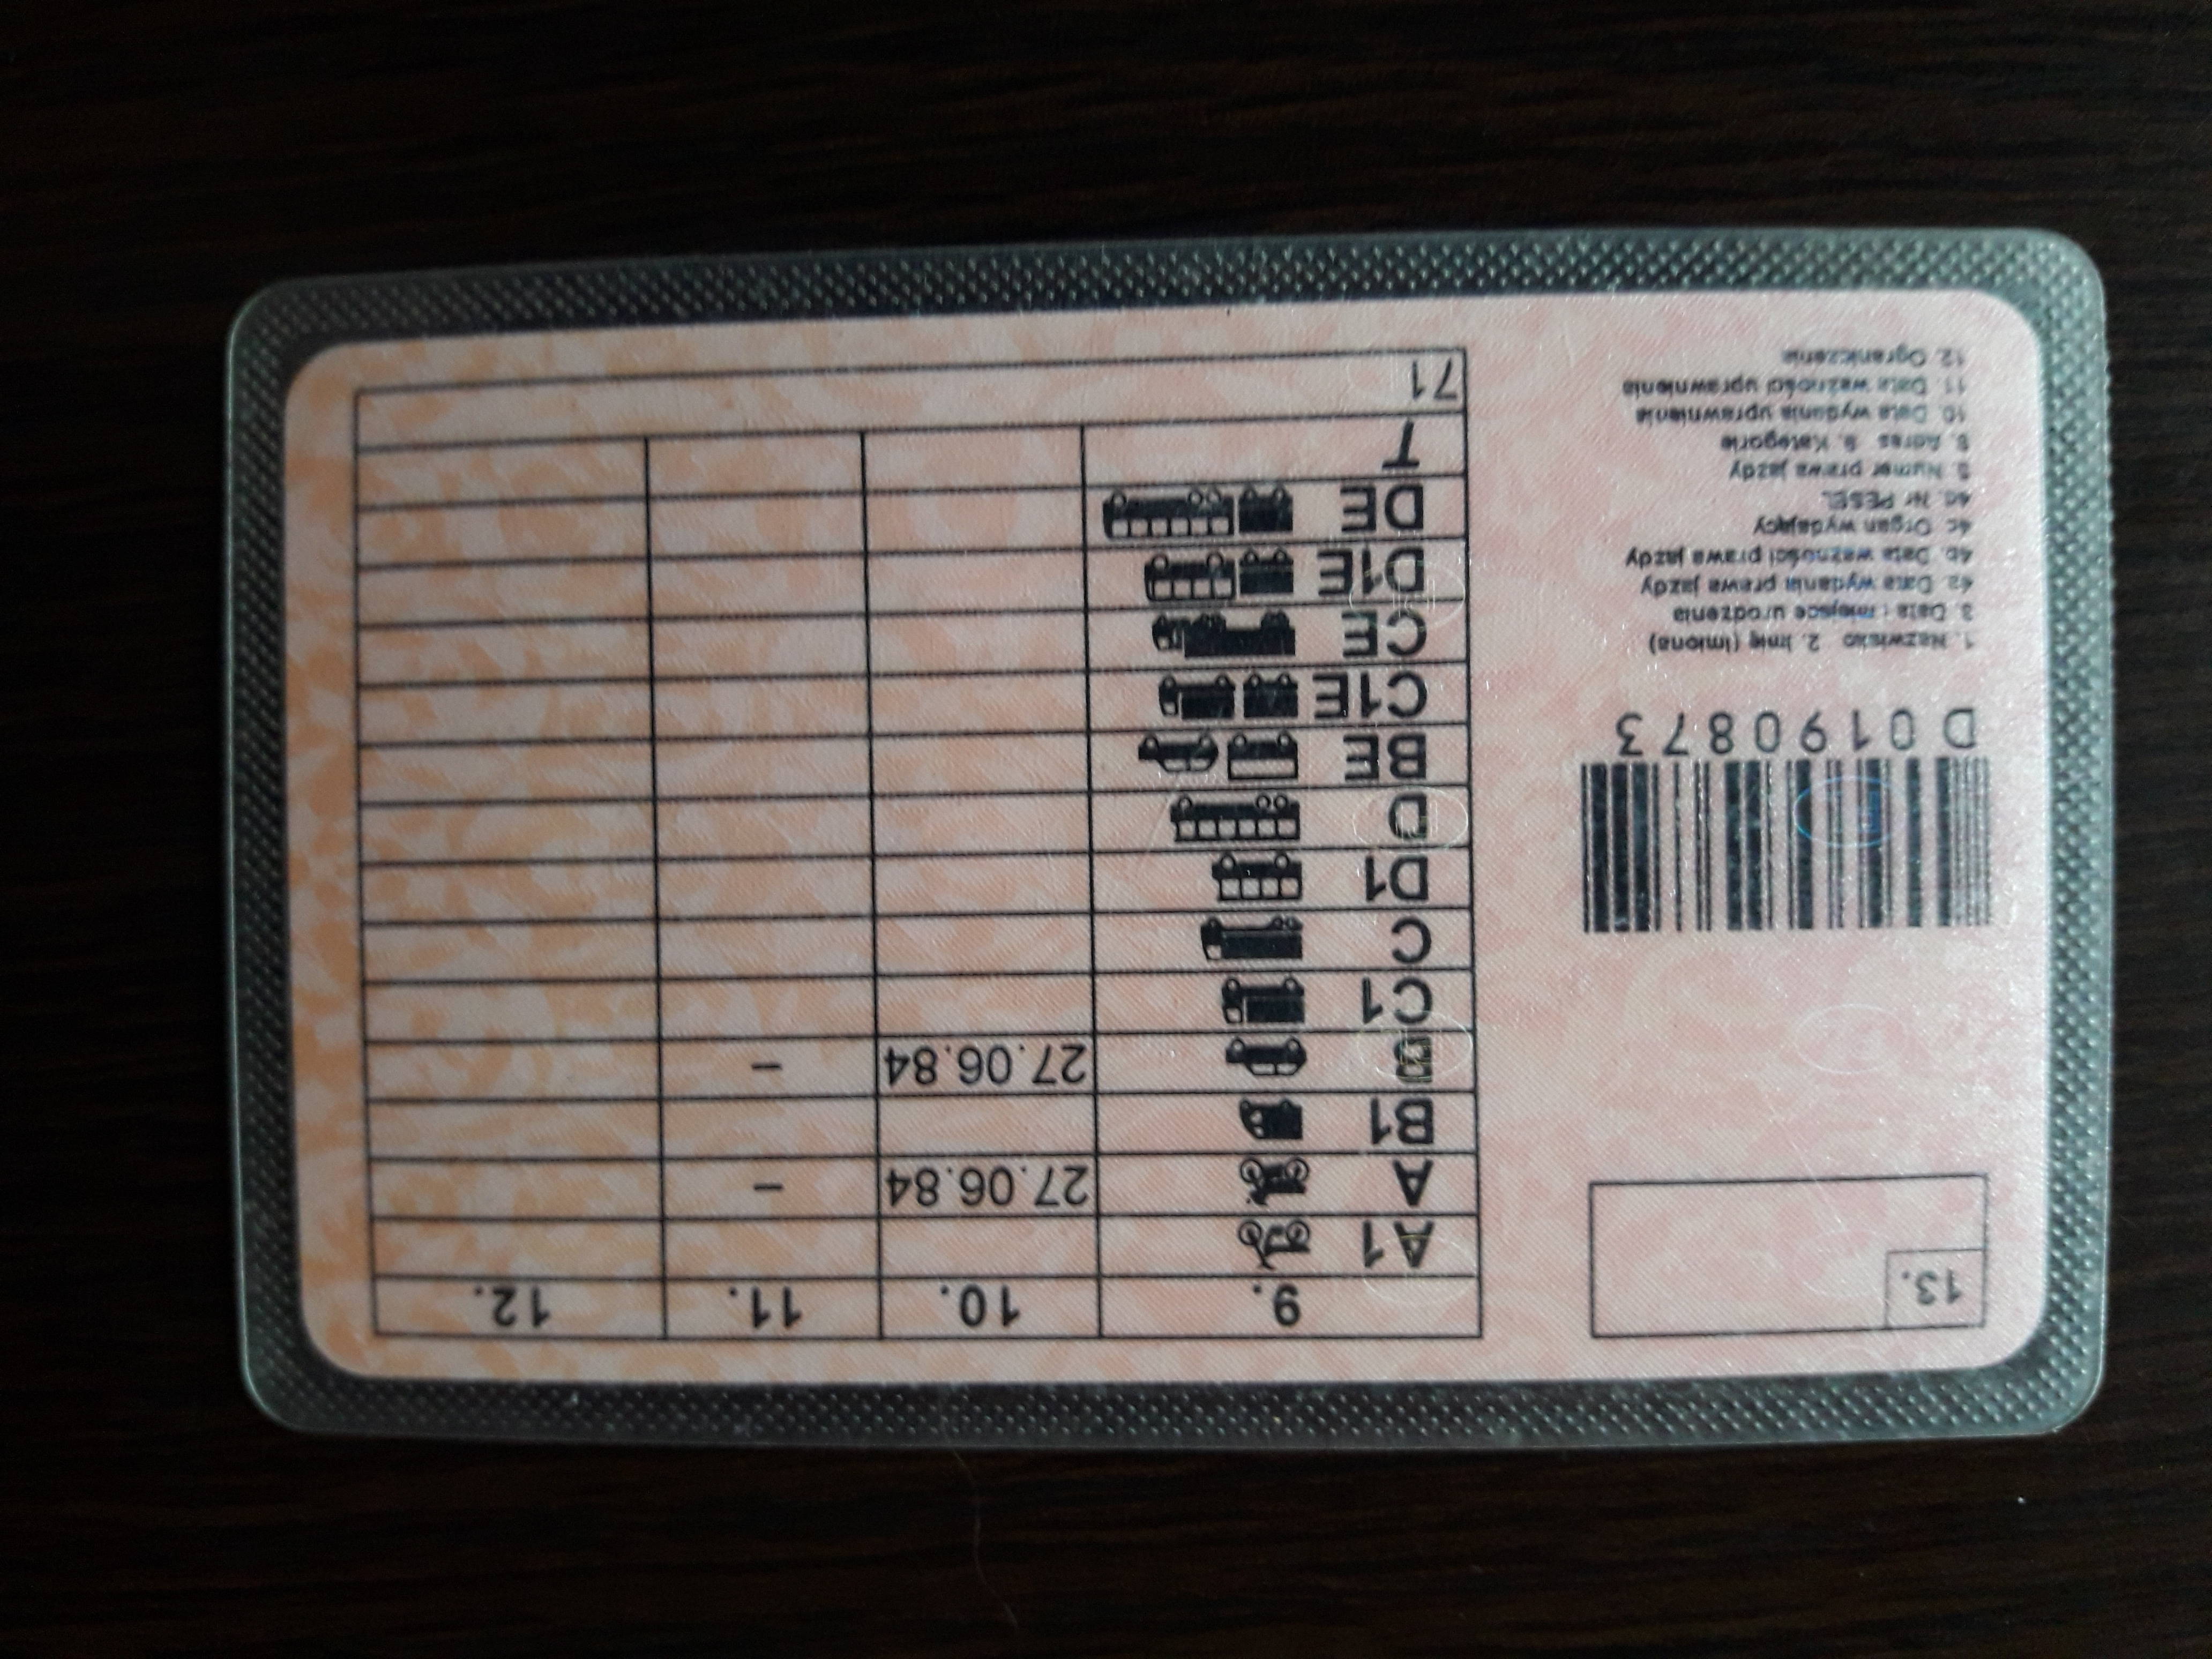 13.
D0190873
1. Nazwisko 2. Imię (imiona)
3. Data i miejsce urodzenia
4a. Data wydania prawa jazdy
4b. Data ważności prawa jazdy
4c. Organ wydający
4d. Nr PESEL
5. Numer prawa jazdy
8. Adres 9. Kategorie
10. Data wydania uprawnienia
11. Data ważności uprawnienia
12. Ograniczenia
9. 10. 11. 12.
A1
A 27.06.84 –
B1
B 27.06.84 –
C1
C
D1
D
BE
C1E
CE
D1E
DE
T
71